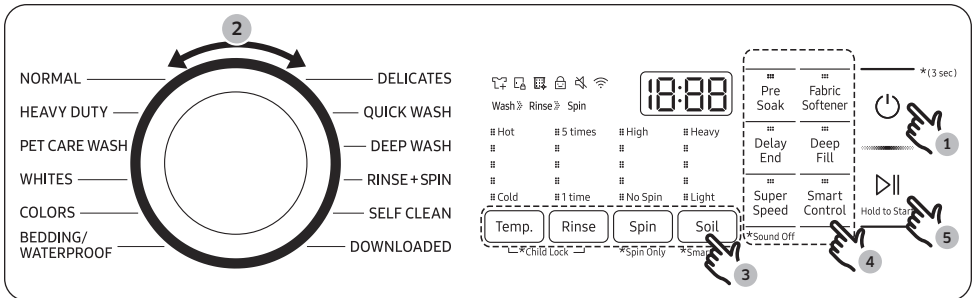 2
NORMAL
HEAVY DUTY
PET CARE WASH
WHITES
COLORS
BEDDING/
WATERPROOF
DELICATES
QUICK WASH
DEEP WASH
RINSE+SPIN
SELF CLEAN
DOWNLOADED
Wash Rinse Spin
18:88
Hot 5 times High Heavy
Cold 1 time No Spin Light
Temp. Rinse Spin Soil
*Child Lock *Spin Only *Smar
3
Pre
Soak
Fabric
Softener
Delay
End
Deep
Fill
Super
Speed
Smart
Control
*Sound Off
4
*(3 sec)
1
Hold to Start
5